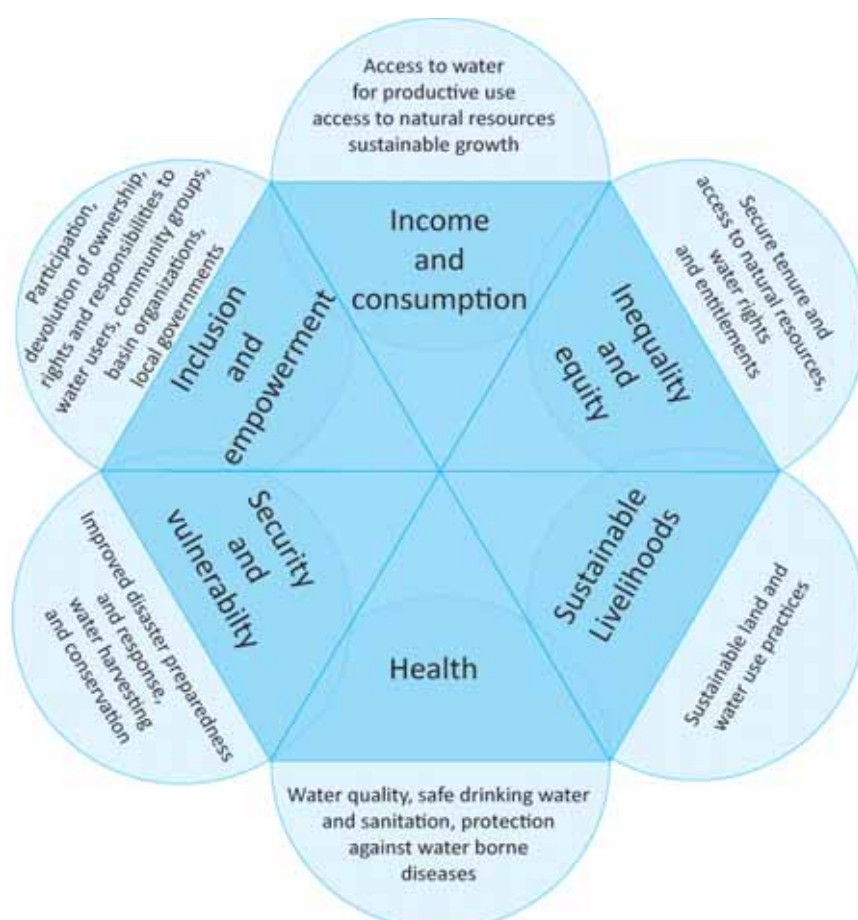 Access to water
for productive use
access to natural resources
sustainable growth
Income
and
consumption
Secure tenure and
access to natural resources,
water rights
and entitlements
Inequality
and
equity
Sustainable land and
water use practices
Sustainable
Livelihoods
Health
Water quality, safe drinking water
and sanitation, protection
against water borne
diseases
Security
and
vulnerabilty
Improved disaster preparedness
and response,
water harvesting
and conservation
Inclusion
and
empowerment
Participation,
devolution of ownership,
rights and responsibilities to
water users, community groups,
basin organizations,
local governments